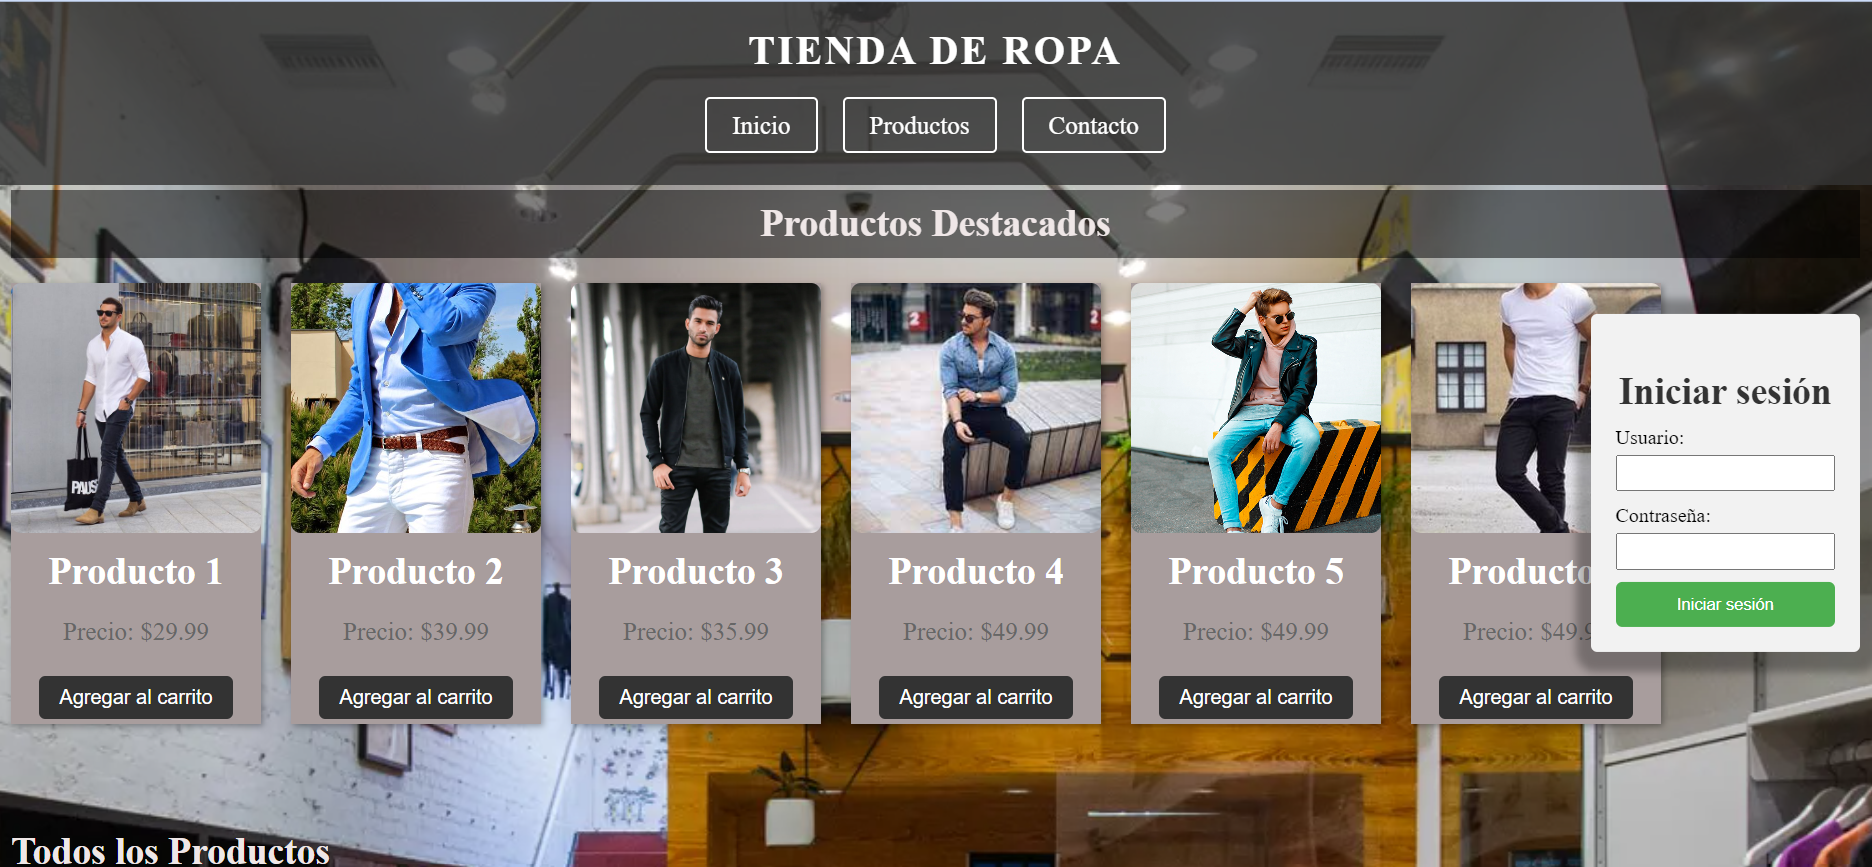 TIENDA DE ROPA
Inicio Productos Contacto
Productos Destacados
PAUS
2
2
Producto 1 Producto 2 Producto 3 Producto 4 Producto 5 Producto
Precio: $29.99 Precio: $39.99 Precio: $35.99 Precio: $49.99 Precio: $49.99 Precio: $49.9
Agregar al carrito Agregar al carrito Agregar al carrito Agregar al carrito Agregar al carrito Agregar al carrito
Iniciar sesión
Usuario:
Contraseña:
Iniciar sesión
Todos los Productos